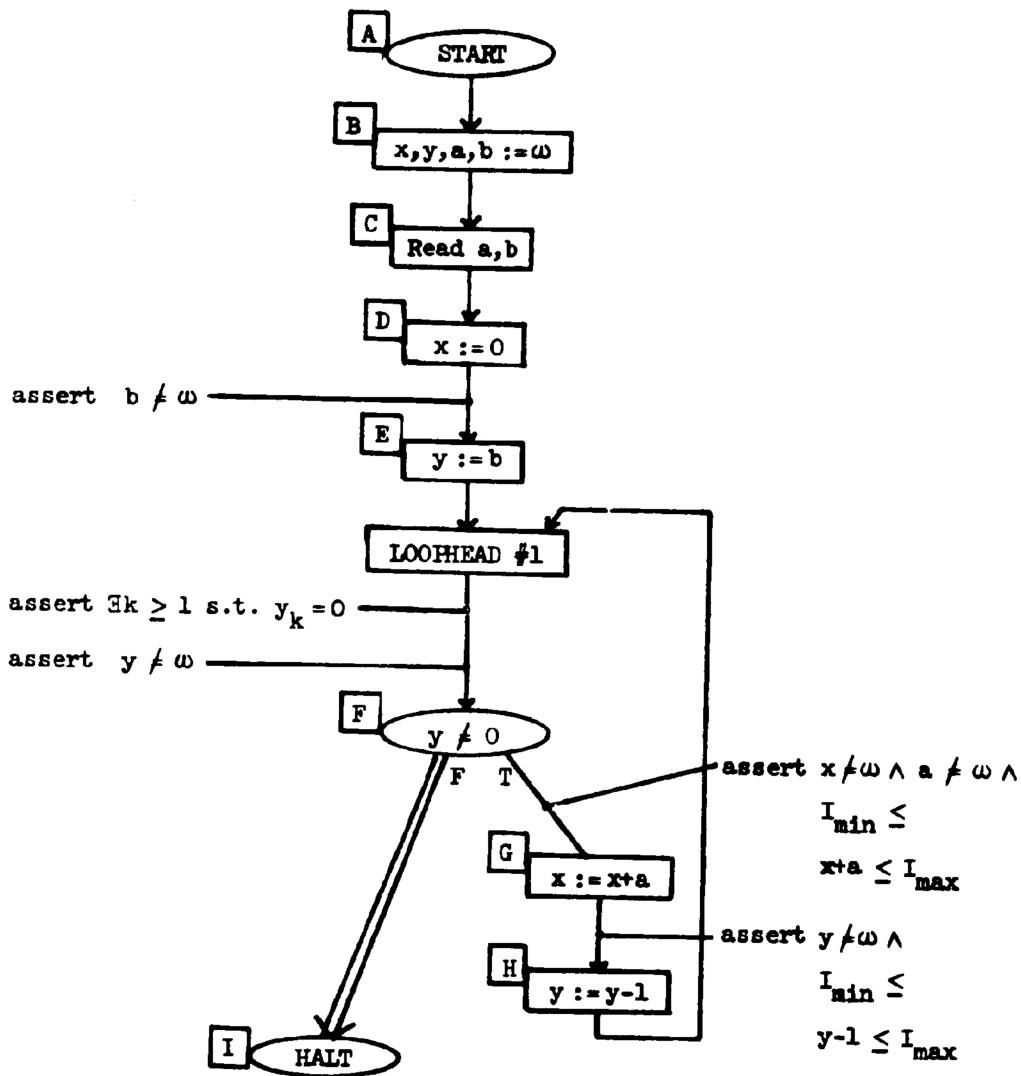 A
START
B
x,y,a,b :=ω
C
Read a,b
D
x :=0
assert b ≠ ω
E
y :=b
LOOPHEAD #1
assert ∃k ≥ 1 s.t. y_k =0
assert y ≠ ω
F
y ≠ 0
F T
assert x ≠ω ∧ a ≠ ω ∧
I_min ≤
x+a ≤ I_max
G
x :=x+a
assert y ≠ω ∧
I_min ≤
y-1 ≤ I_max
H
y :=y-1
I
HALT